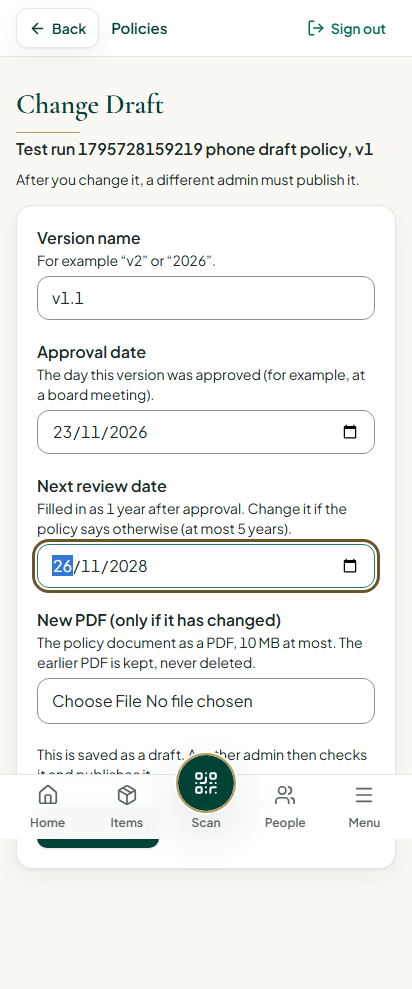 Back
Policies
Sign out
Change Draft
Test run 1795728159219 phone draft policy, v1
After you change it, a different admin must publish it.
Version name
For example “v2” or “2026”.
v1.1
Approval date
The day this version was approved (for example, at
a board meeting).
23/11/2026
Next review date
Filled in as 1 year after approval. Change it if the
policy says otherwise (at most 5 years).
26/11/2028
New PDF (only if it has changed)
The policy document as a PDF, 10 MB at most. The
earlier PDF is kept, never deleted.
Choose File No file chosen
This is saved as a draft. Another admin then checks
it and publishes it.
Home
Items
Scan
People
Menu